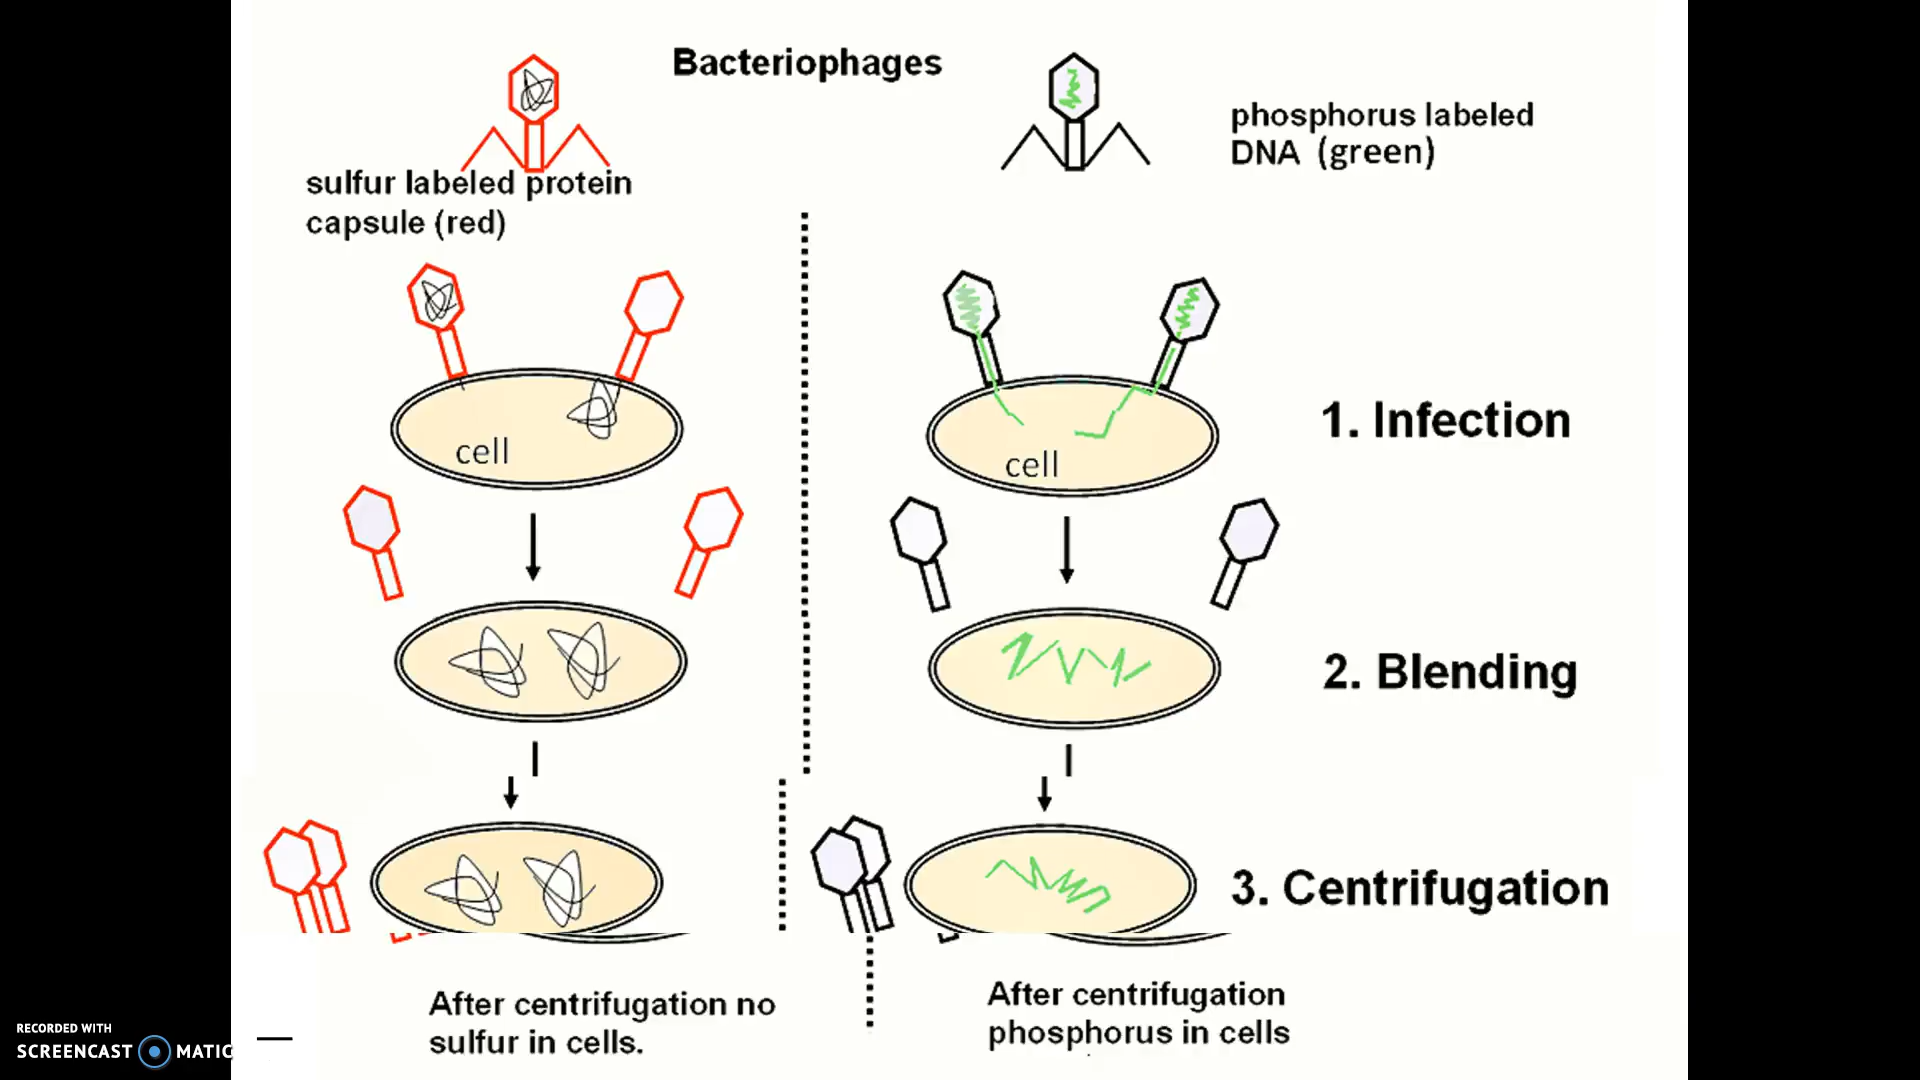 Bacteriophages
phosphorus labeled
DNA (green)
sulfur labeled protein
capsule (red)
cell
cell
1. Infection
2. Blending
3. Centrifugation
After centrifugation no
sulfur in cells.
After centrifugation
phosphorus in cells
RECORDED WITH
SCREENCAST MATIC